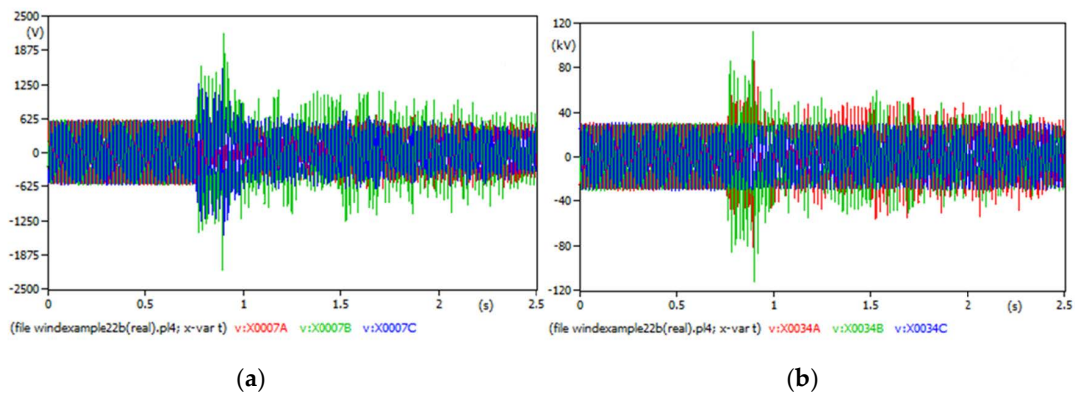 2500
(V)
1875
1250
625
0
-625
-1250
-1875
-2500
0 0.5 1 1.5 2 (s) 2.5
(file windexample22b(real).pl4; x-var t) v:X0007A v:X0007B v:X0007C
(a)
120
(kV)
80
40
0
-40
-80
-120
0 0.5 1 1.5 2 (s) 2.5
(file windexample22b(real).pl4; x-var t) v:X0034A v:X0034B v:X0034C
(b)